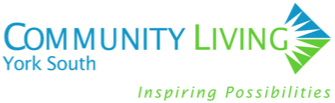 COMMUNITY LIVING
York South
Inspiring Possibilities